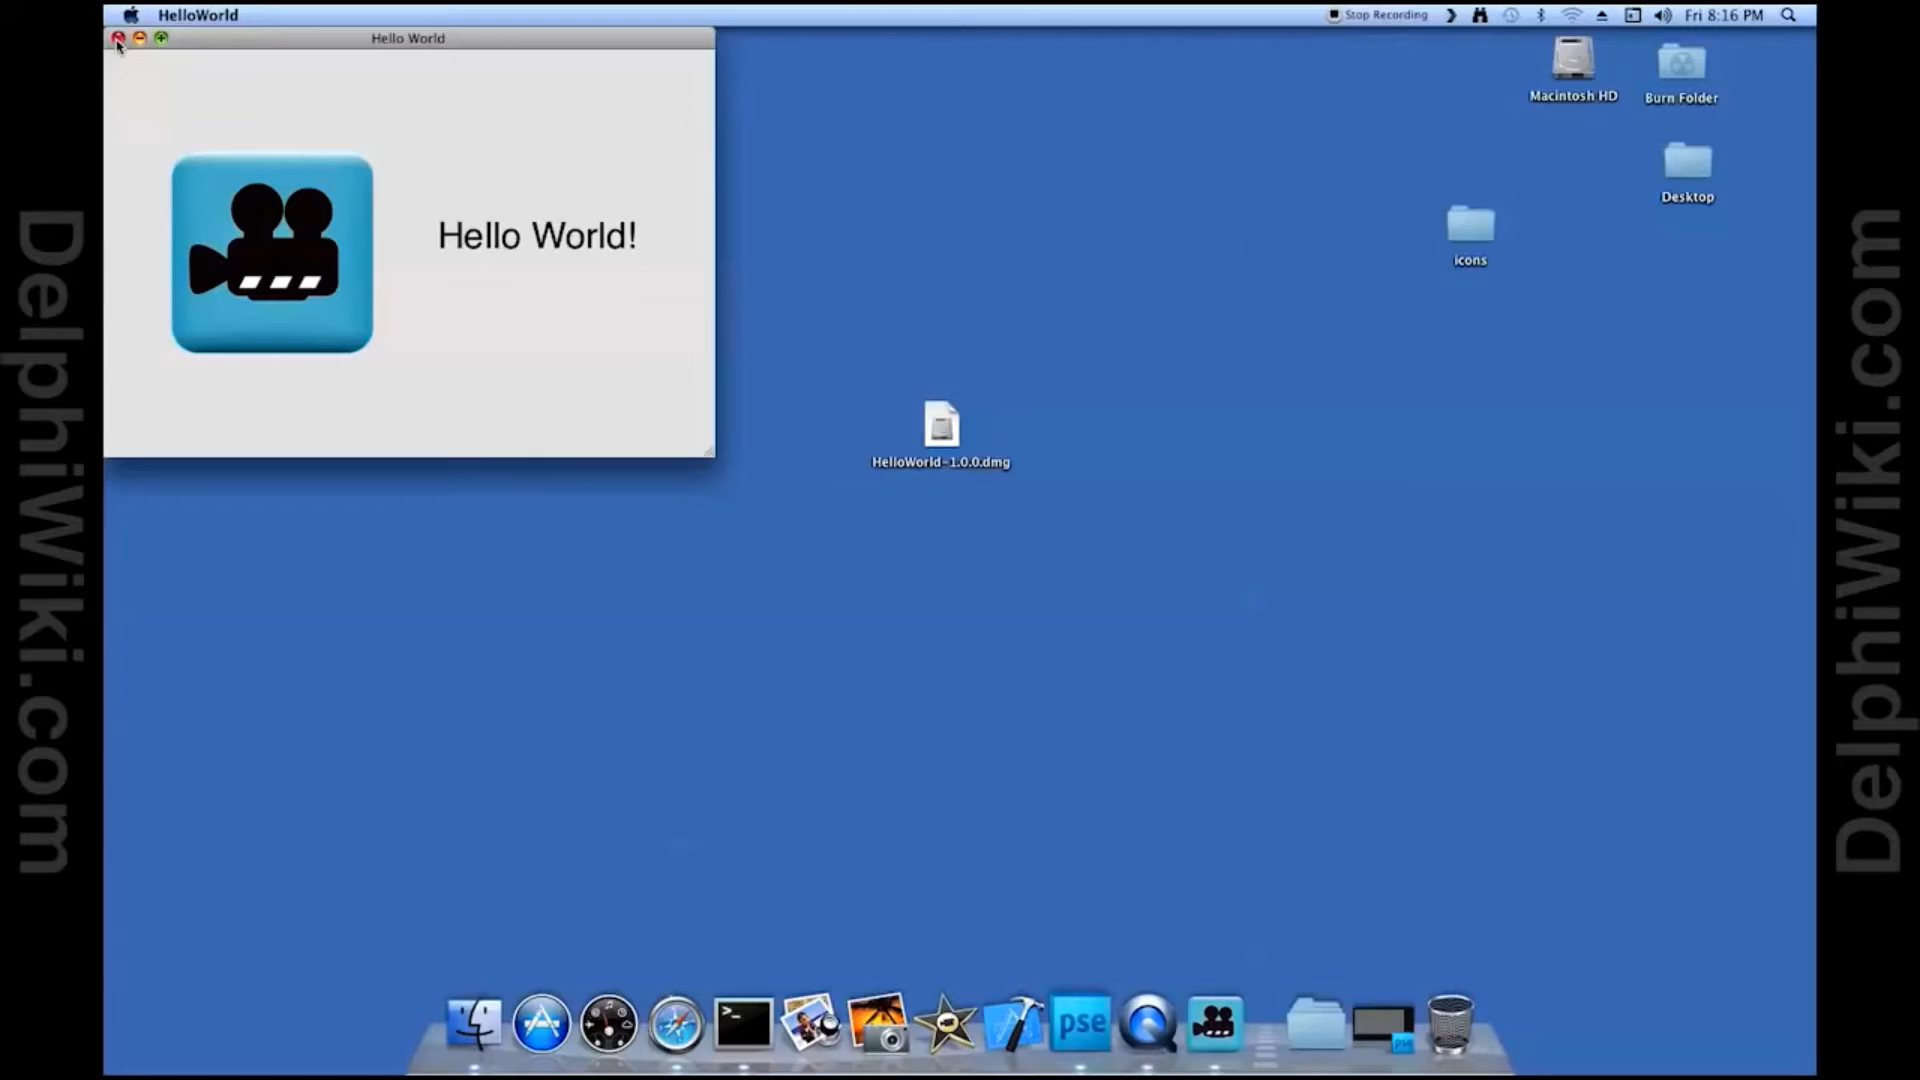 HelloWorld
Stop Recording
Fri 8:16 PM
Hello World
Hello World!
Macintosh HD
Burn Folder
Desktop
icons
HelloWorld-1.0.0.dmg
>_
pse
DelphiWiki.com
DelphiWiki.com